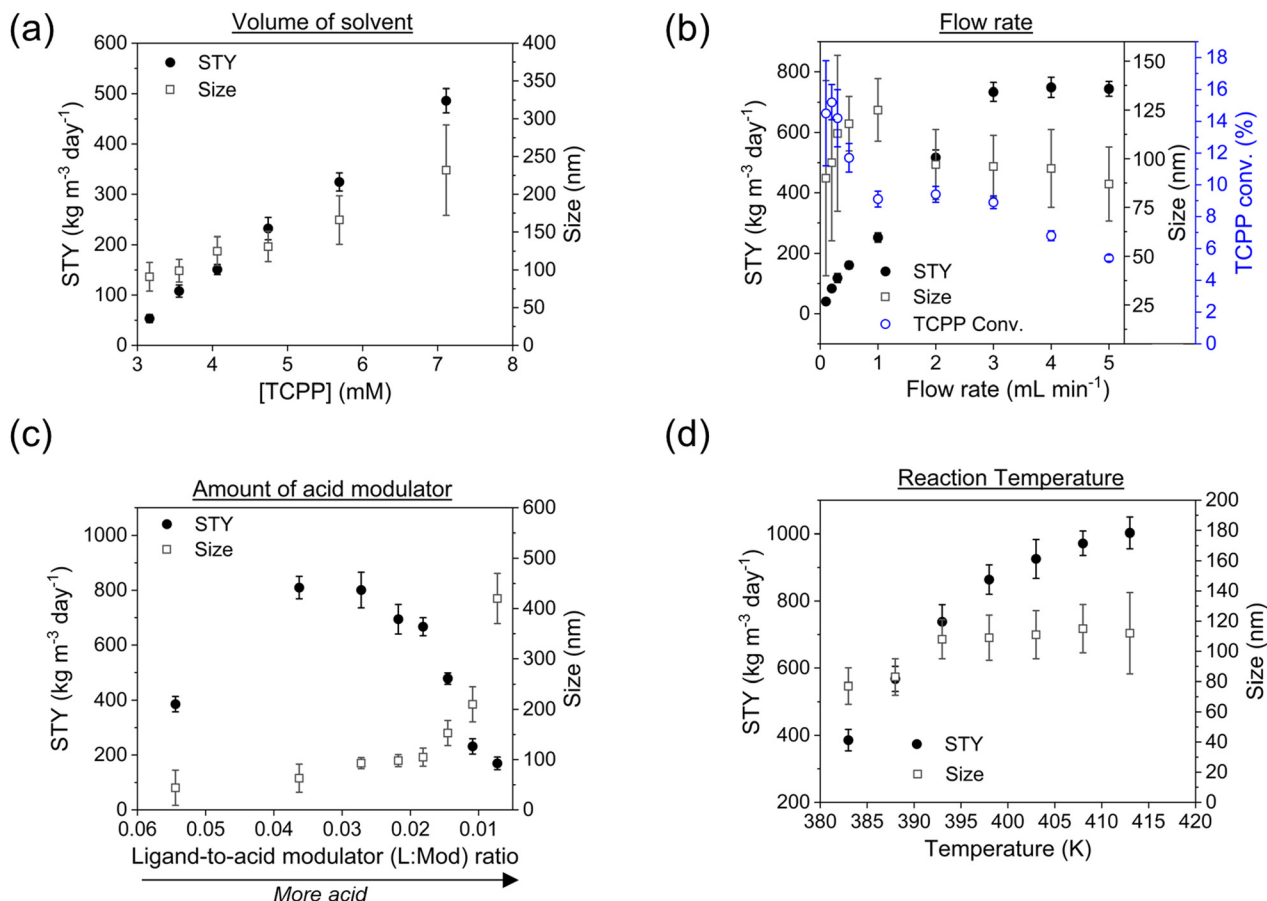 (a)
Volume of solvent
STY
Size
600
500
400
300
200
100
0
STY (kg m⁻³ day⁻¹)
400
350
300
250
200
150
100
50
0
Size (nm)
3 4 5 6 7 8
[TCPP] (mM)
(b)
Flow rate
800
600
400
200
0
STY (kg m⁻³ day⁻¹)
STY
Size
TCPP Conv.
150
125
100
75
50
25
Size (nm)
18
16
14
12
10
8
6
4
2
0
TCPP conv. (%)
0 1 2 3 4 5
Flow rate (mL min⁻¹)
(c)
Amount of acid modulator
STY
Size
1000
800
600
400
200
0
STY (kg m⁻³ day⁻¹)
600
500
400
300
200
100
0
Size (nm)
0.06 0.05 0.04 0.03 0.02 0.01
Ligand-to-acid modulator (L:Mod) ratio
More acid
(d)
Reaction Temperature
1000
800
600
400
200
STY (kg m⁻³ day⁻¹)
STY
Size
200
180
160
140
120
100
80
60
40
20
0
Size (nm)
380 385 390 395 400 405 410 415 420
Temperature (K)